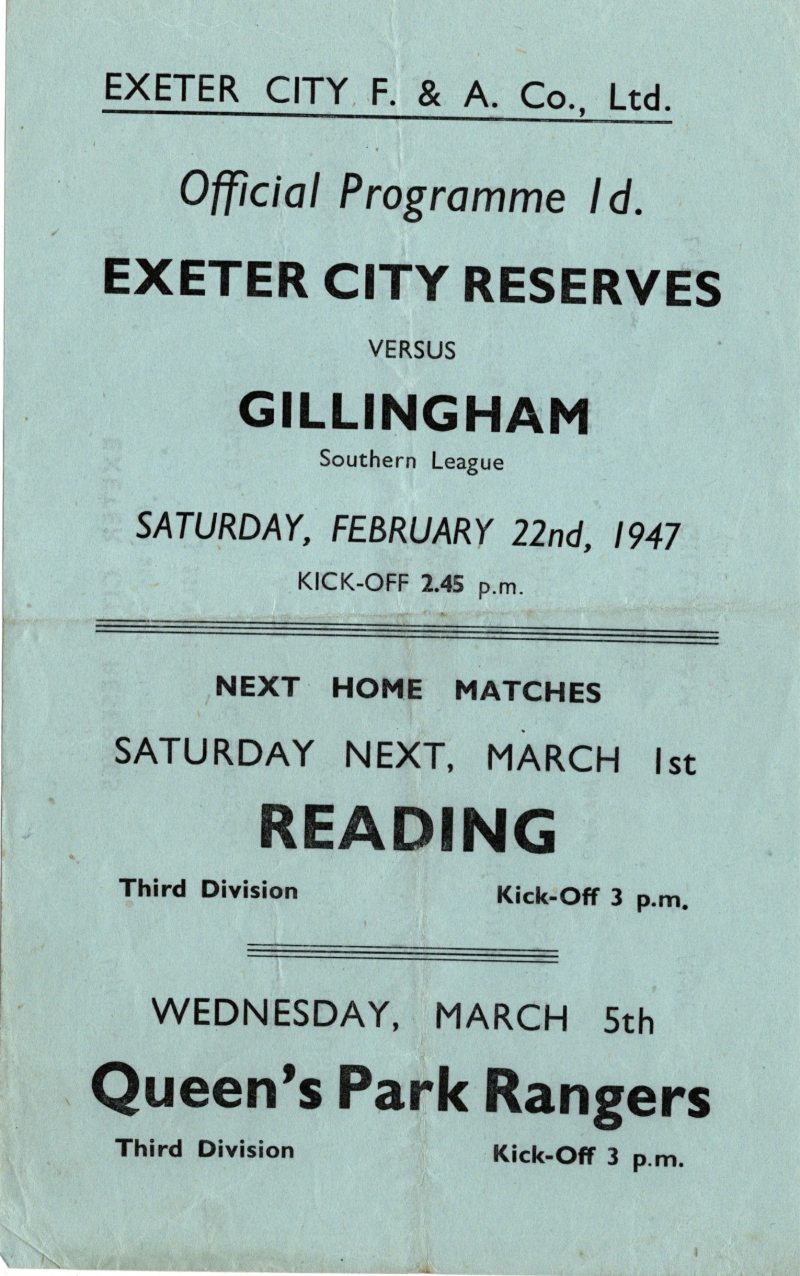 EXETER CITY F. & A. Co., Ltd.
Official Programme 1d.
EXETER CITY RESERVES
VERSUS
GILLINGHAM
Southern League
SATURDAY, FEBRUARY 22nd, 1947
KICK-OFF 2.45 p.m.
NEXT HOME MATCHES
SATURDAY NEXT, MARCH 1st
READING
Third Division Kick-Off 3 p.m.
WEDNESDAY, MARCH 5th
Queen's Park Rangers
Third Division Kick-Off 3 p.m.